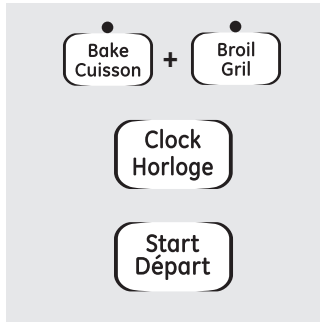 Bake Broil
Cuisson + Gril
Clock
Horloge
Start
Départ